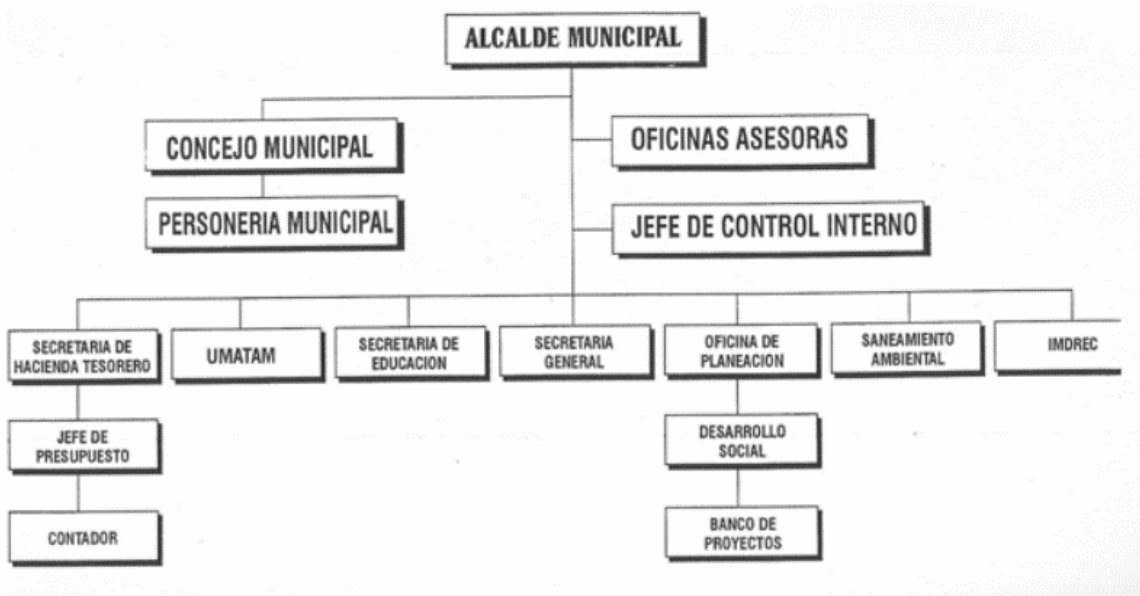 ALCALDE MUNICIPAL
CONCEJO MUNICIPAL
OFICINAS ASESORAS
PERSONERIA MUNICIPAL
JEFE DE CONTROL INTERNO
SECRETARIA DE
HACIENDA TESORERO
UMATAM
SECRETARIA DE
EDUCACION
SECRETARIA
GENERAL
OFICINA DE
PLANEACION
SANEAMIENTO
AMBIENTAL
IMDREC
JEFE DE
PRESUPUESTO
DESARROLLO
SOCIAL
CONTADOR
BANCO DE
PROYECTOS